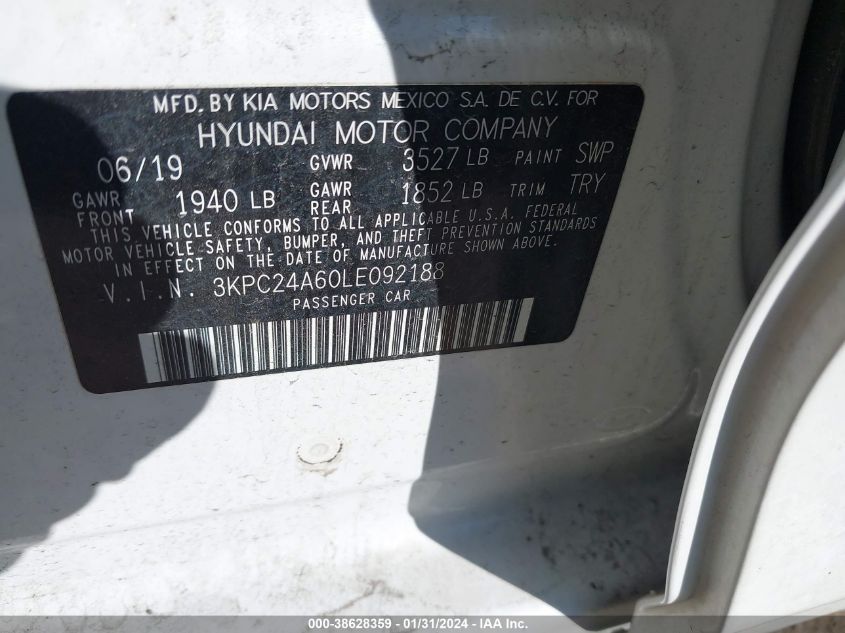 MFD. BY KIA MOTORS MEXICO S.A. DE C.V. FOR
HYUNDAI MOTOR COMPANY
06/19 GVWR 3527 LB PAINT SWP
GAWR FRONT 1940 LB GAWR REAR 1852 LB TRIM TRY
THIS VEHICLE CONFORMS TO ALL APPLICABLE U.S.A. FEDERAL
MOTOR VEHICLE SAFETY, BUMPER, AND THEFT PREVENTION STANDARDS
IN EFFECT ON THE DATE OF MANUFACTURE SHOWN ABOVE.
V.I.N. 3KPC24A60LE092188
PASSENGER CAR
000-38628359 - 01/31/2024 - IAA Inc.